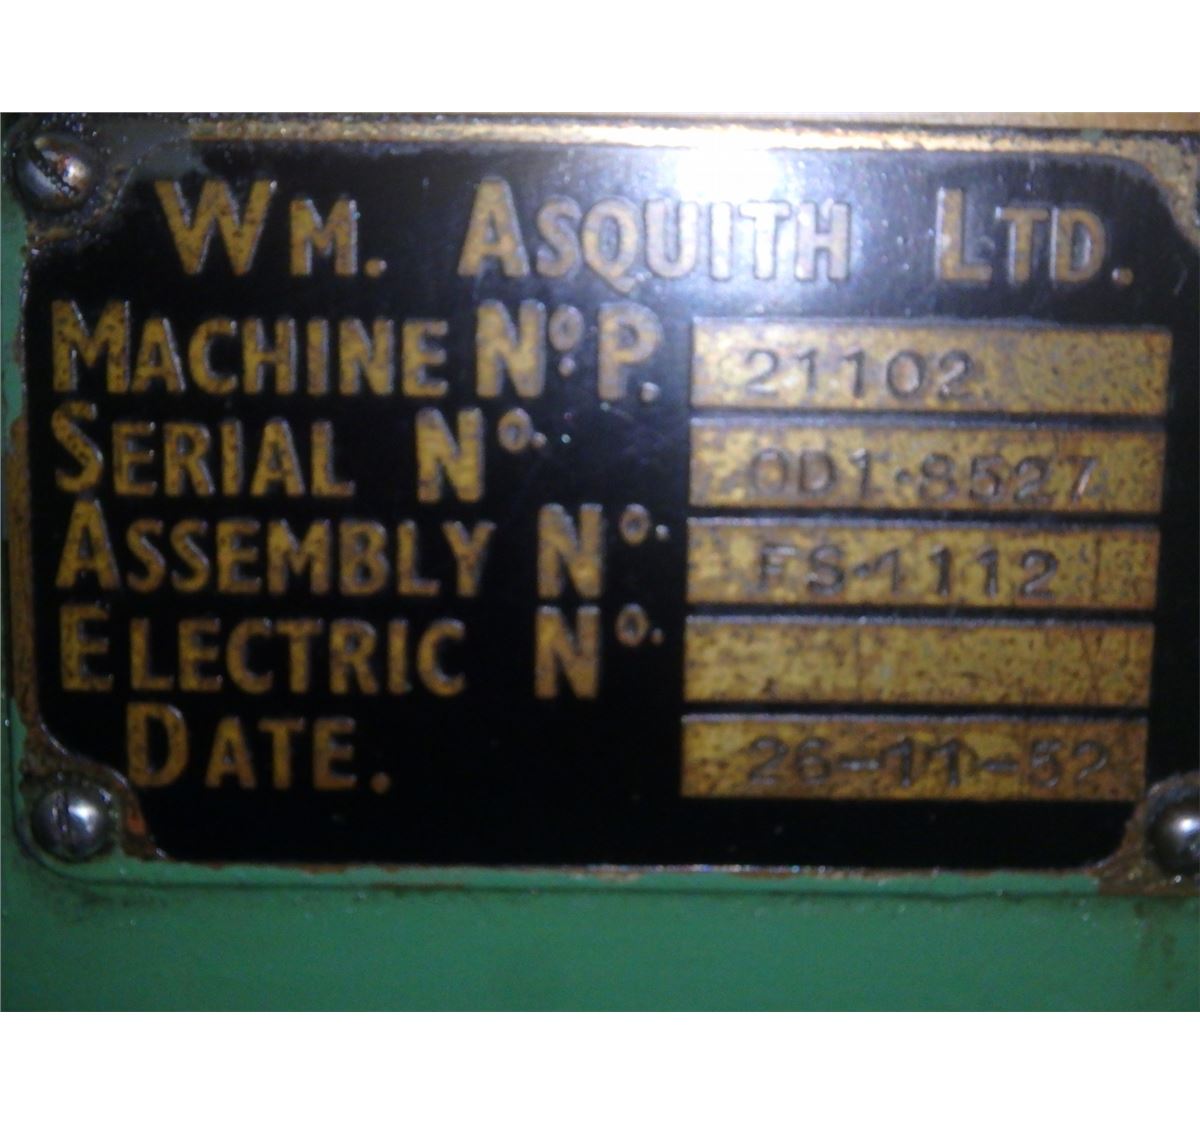 WM. ASQUITH LTD.
MACHINE No. P. 21102
SERIAL No. OD1·8527
ASSEMBLY No. FS·1112
ELECTRIC No.
DATE. 26-11-52